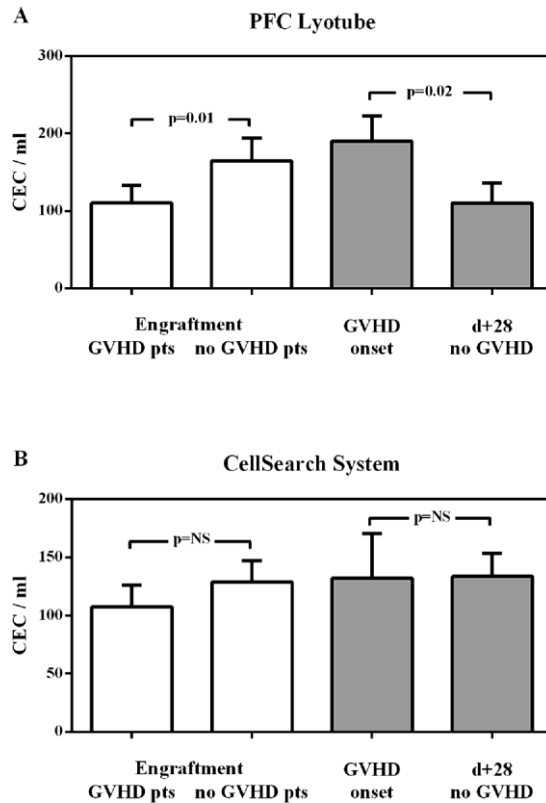 A
PFC Lyotube
300
200
100
0
CEC / ml
p=0.01
p=0.02
Engraftment
GVHD pts no GVHD pts
GVHD
onset
d+28
no GVHD
B
CellSearch System
200
150
100
50
0
CEC / ml
p=NS
p=NS
Engraftment
GVHD pts no GVHD pts
GVHD
onset
d+28
no GVHD